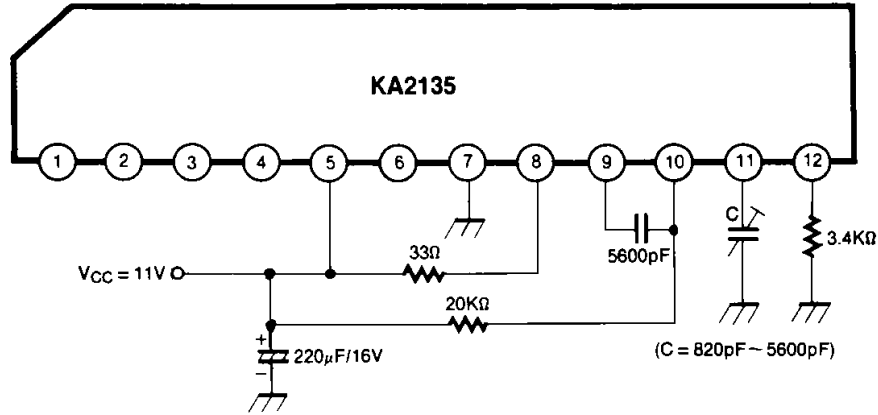 KA2135
1 2 3 4 5 6 7 8 9 10 11 12
C
33Ω
5600pF
3.4KΩ
VCC = 11V
20KΩ
+
220μF/16V
−
(C = 820pF ~ 5600pF)